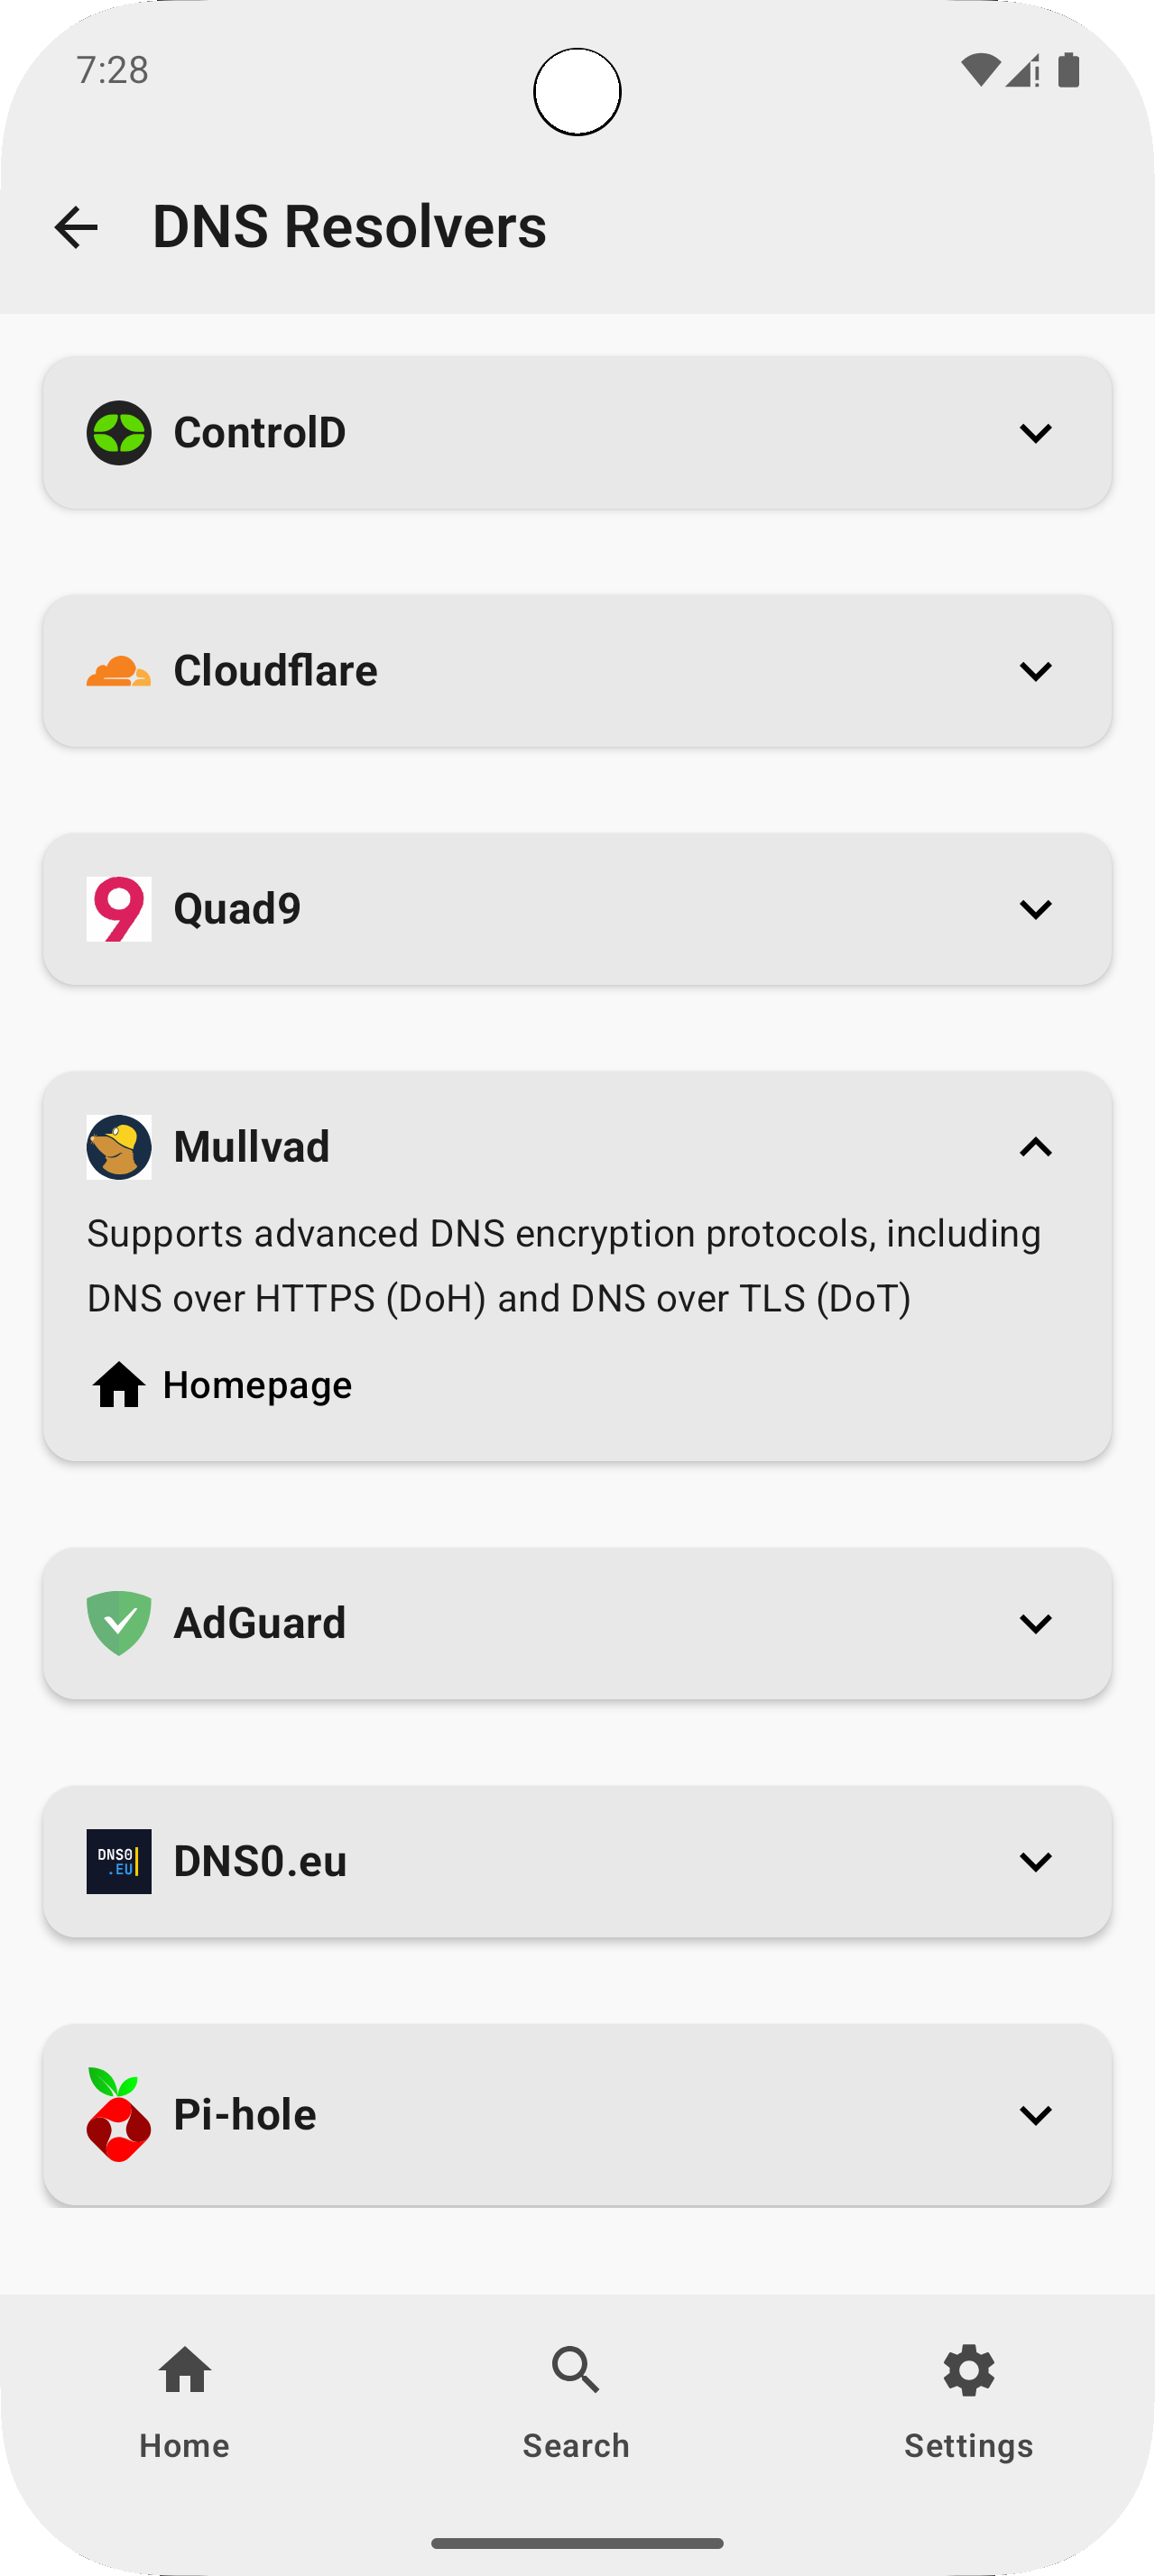 7:28
DNS Resolvers
ControlD
Cloudflare
Quad9
Mullvad
Supports advanced DNS encryption protocols, including
DNS over HTTPS (DoH) and DNS over TLS (DoT)
Homepage
AdGuard
DNS0
.EU
DNS0.eu
Pi-hole
Home
Search
Settings